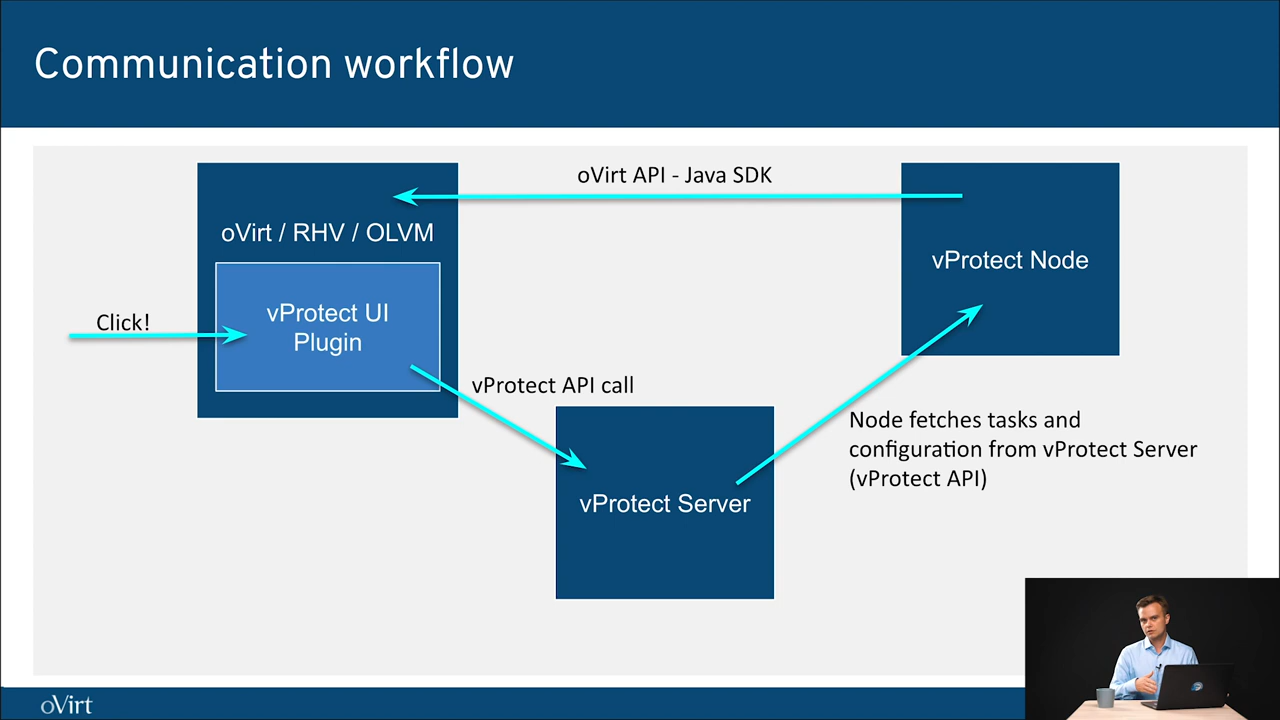 Communication workflow
oVirt API - Java SDK
oVirt / RHV / OLVM
vProtect Node
vProtect UI
Plugin
Click!
vProtect API call
Node fetches tasks and
configuration from vProtect Server
(vProtect API)
vProtect Server
oVirt